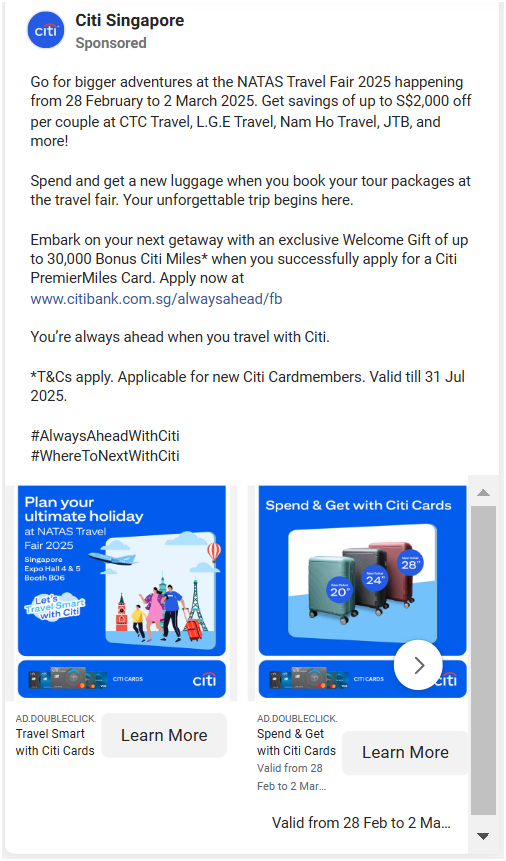 Citi Singapore
Sponsored
Go for bigger adventures at the NATAS Travel Fair 2025 happening
from 28 February to 2 March 2025. Get savings of up to S$2,000 off
per couple at CTC Travel, L.G.E Travel, Nam Ho Travel, JTB, and
more!
Spend and get a new luggage when you book your tour packages at
the travel fair. Your unforgettable trip begins here.
Embark on your next getaway with an exclusive Welcome Gift of up
to 30,000 Bonus Citi Miles* when you successfully apply for a Citi
PremierMiles Card. Apply now at
www.citibank.com.sg/alwaysahead/fb
You’re always ahead when you travel with Citi.
*T&Cs apply. Applicable for new Citi Cardmembers. Valid till 31 Jul
2025.
#AlwaysAheadWithCiti
#WhereToNextWithCiti
Plan your
ultimate holiday
at NATAS Travel
Fair 2025
Singapore
Expo Hall 4 & 5
Booth B06
Let's
Travel Smart
with Citi
CITI CARDS
citi
AD.DOUBLECLICK.
Travel Smart
with Citi Cards
Learn More
Spend & Get with Citi Cards
20"
24"
28"
CITI CARDS
citi
AD.DOUBLECLICK.
Spend & Get
with Citi Cards
Valid from 28
Feb to 2 Mar...
Learn More
Valid from 28 Feb to 2 Ma...